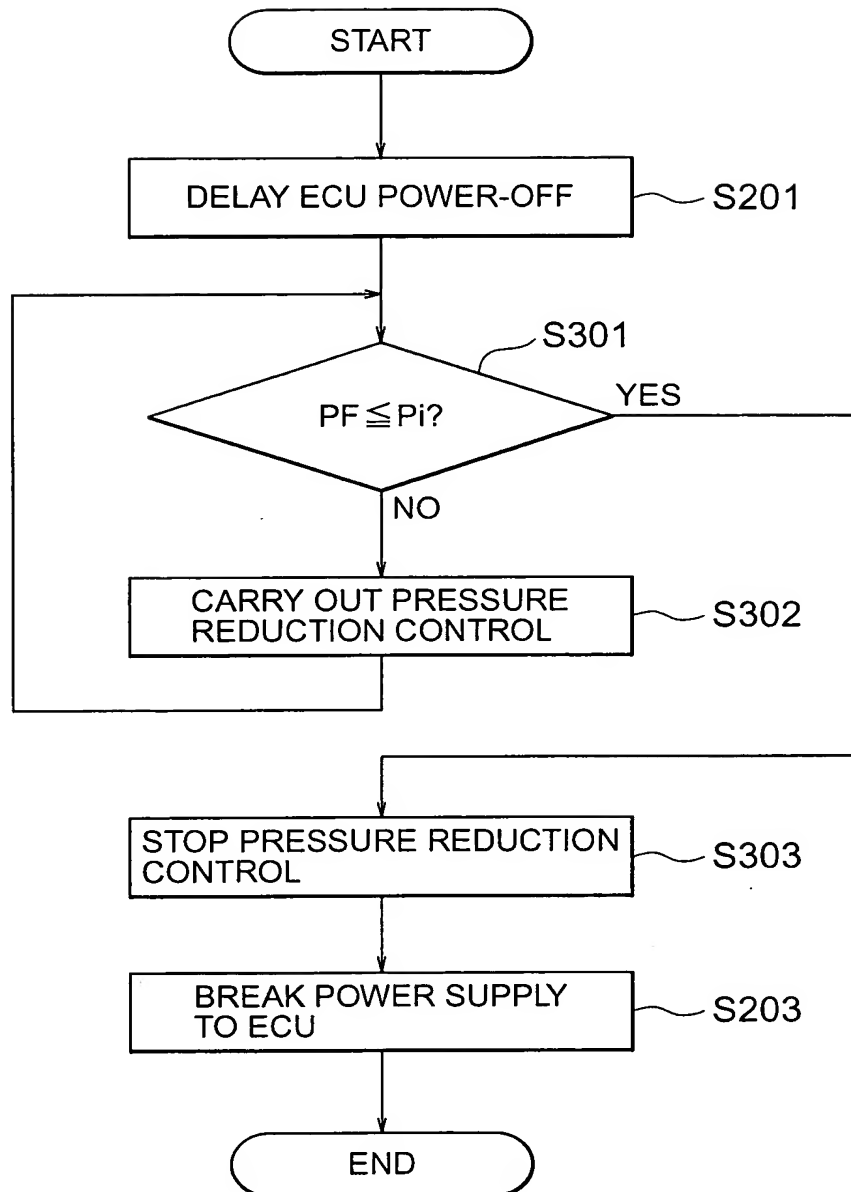 START
DELAY ECU POWER-OFF
S201
S301
PF ≦ Pi?
YES
NO
CARRY OUT PRESSURE
REDUCTION CONTROL
S302
STOP PRESSURE REDUCTION
CONTROL
S303
BREAK POWER SUPPLY
TO ECU
S203
END